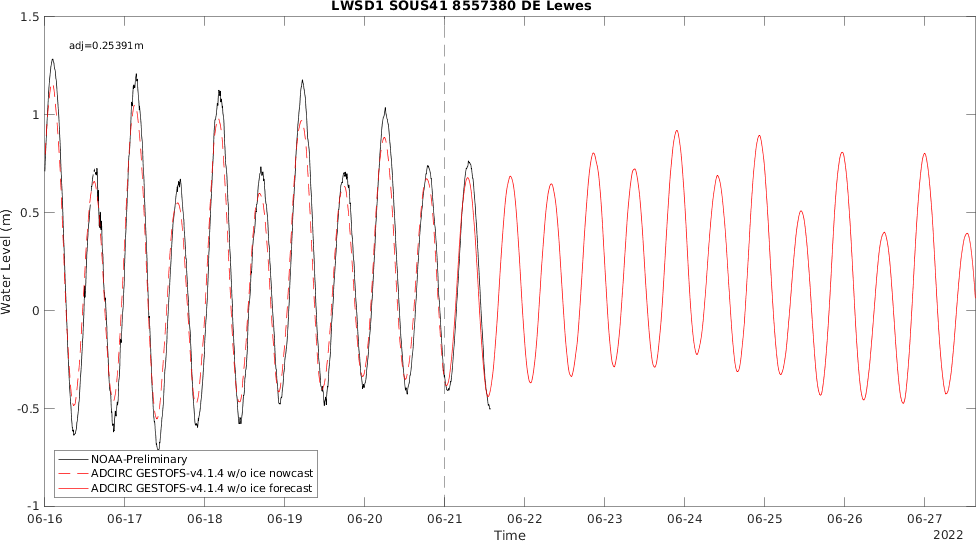 LWSD1 SOUS41 8557380 DE Lewes
adj=0.25391m
Water Level (m)
1.5
1
0.5
0
-0.5
-1
NOAA-Preliminary
ADCIRC GESTOFS-v4.1.4 w/o ice nowcast
ADCIRC GESTOFS-v4.1.4 w/o ice forecast
06-16 06-17 06-18 06-19 06-20 06-21 06-22 06-23 06-24 06-25 06-26 06-27
Time
2022